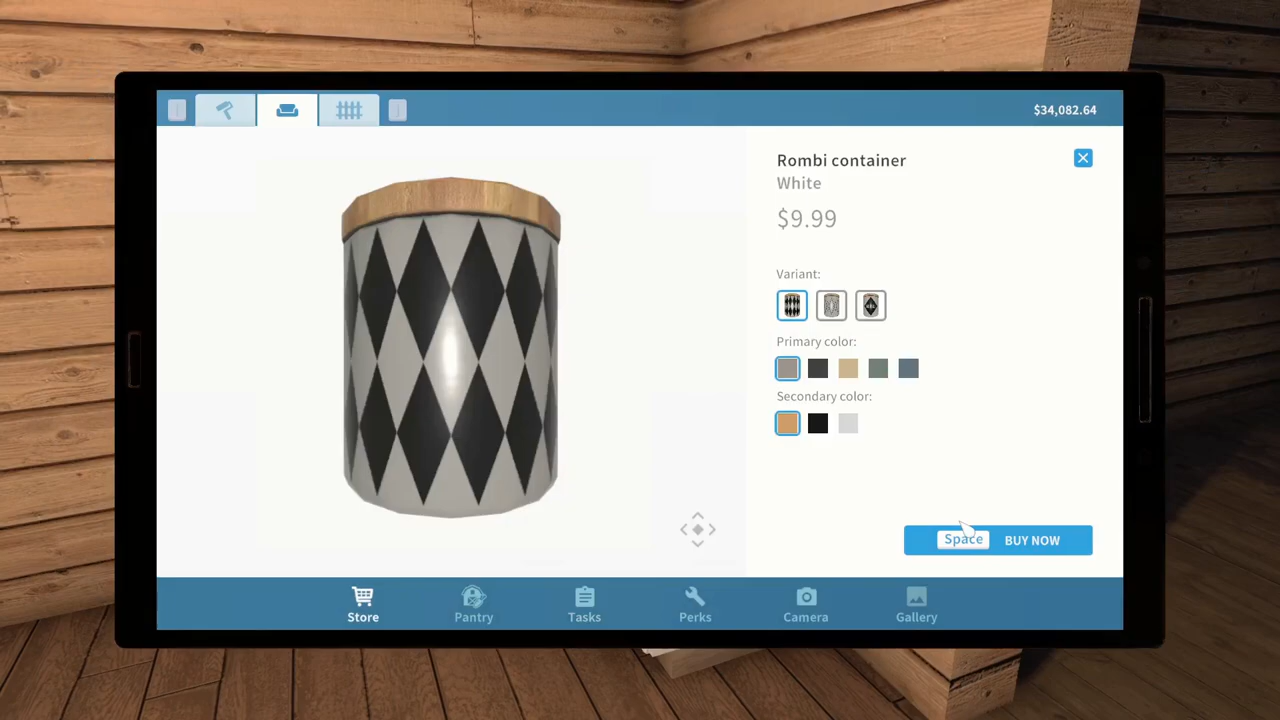 $34,082.64
Rombi container
White
$9.99
Variant:
Primary color:
Secondary color:
Space BUY NOW
Store Pantry Tasks Perks Camera Gallery